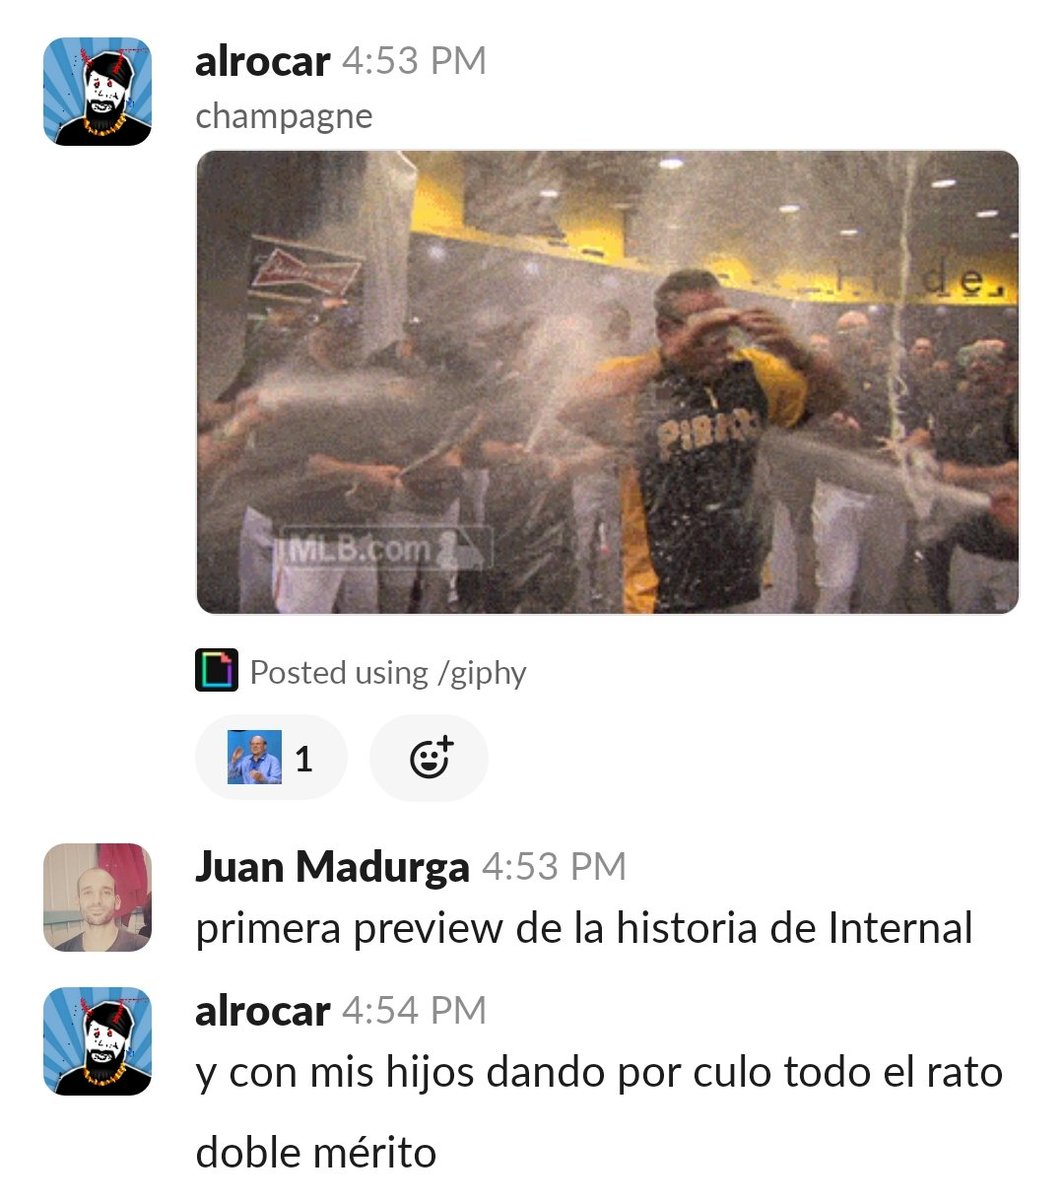 alrocar 4:53 PM
champagne
de
PIRA
MLB.com
Posted using /giphy
1
Juan Madurga 4:53 PM
primera preview de la historia de Internal
alrocar 4:54 PM
y con mis hijos dando por culo todo el rato
doble mérito